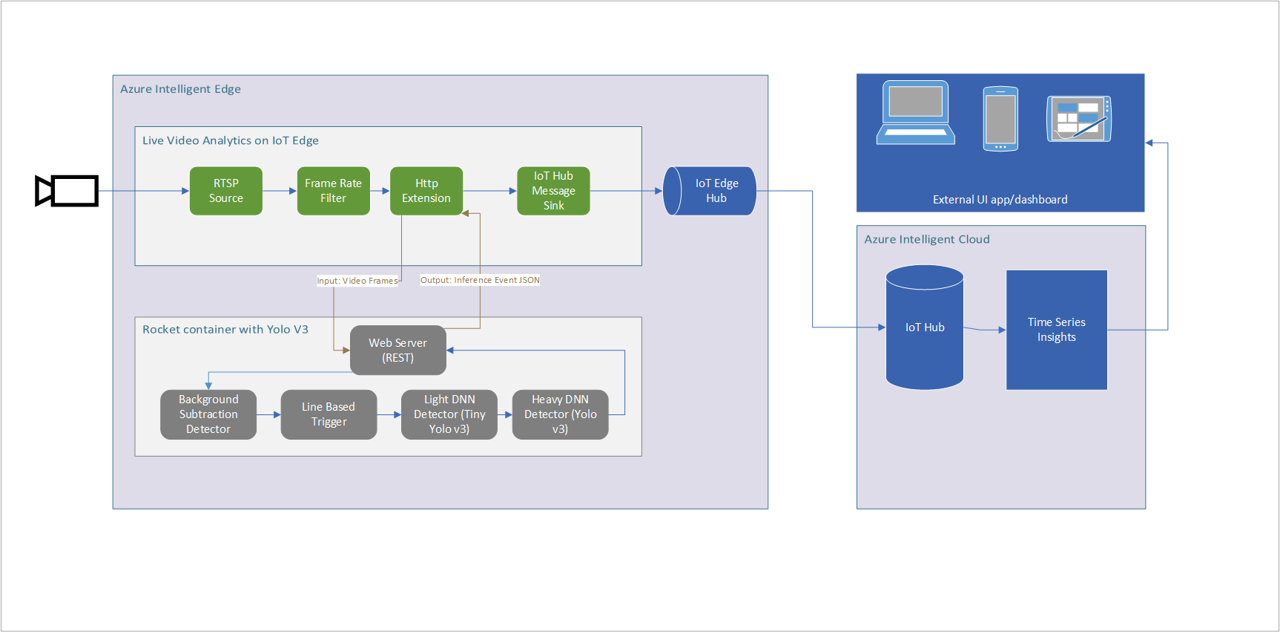 Azure Intelligent Edge
Live Video Analytics on IoT Edge
RTSP
Source
Frame Rate
Filter
Http
Extension
IoT Hub
Message
Sink
IoT Edge
Hub
Input: Video Frames
Output: Inference Event JSON
Rocket container with Yolo V3
Web Server
(REST)
Background
Subtraction
Detector
Line Based
Trigger
Light DNN
Detector (Tiny
Yolo v3)
Heavy DNN
Detector (Yolo
v3)
External UI app/dashboard
Azure Intelligent Cloud
IoT Hub
Time Series
Insights